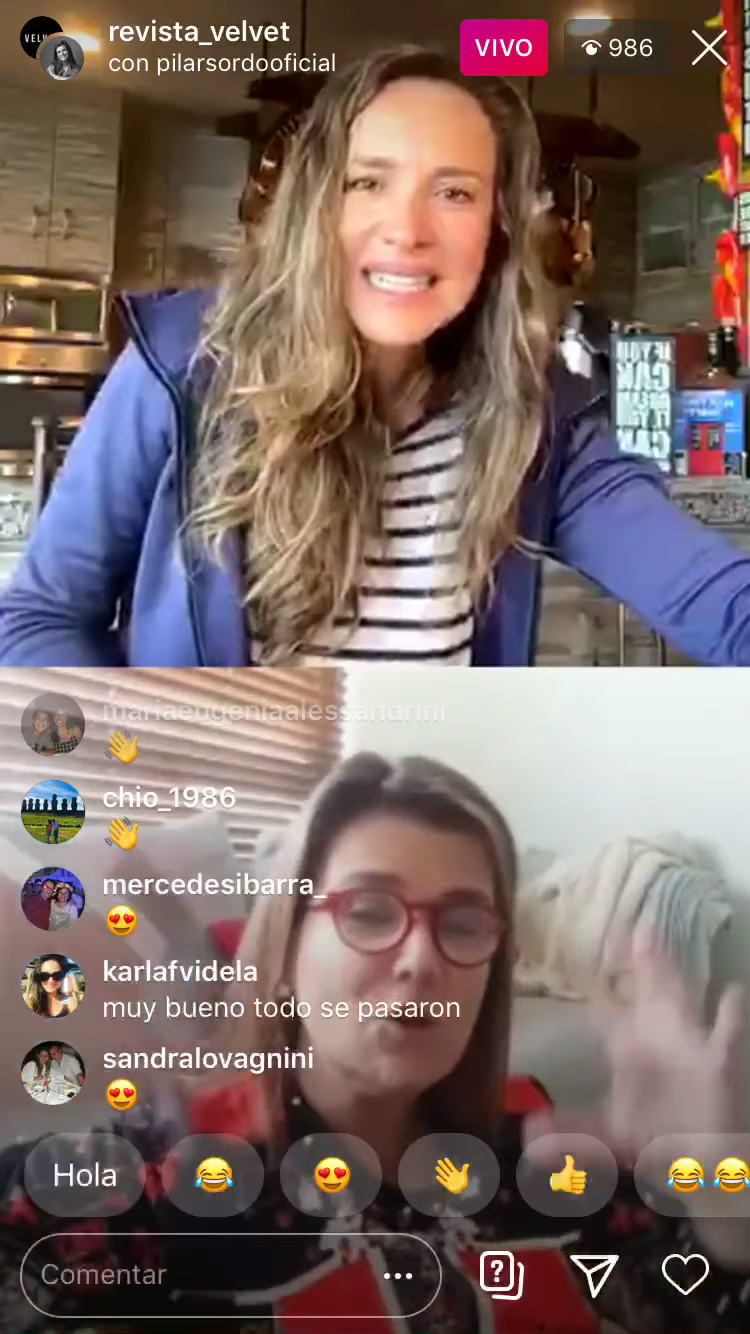 revista_velvet
con pilarsordooficial
VIVO
986
mariaeugeniaalessandrini
👋
chio_1986
👋
mercedesibarra_
😍
karlafvidela
muy bueno todo se pasaron
sandralovagnini
😍
Hola 😂 😍 👋 👍 😂😂
Comentar